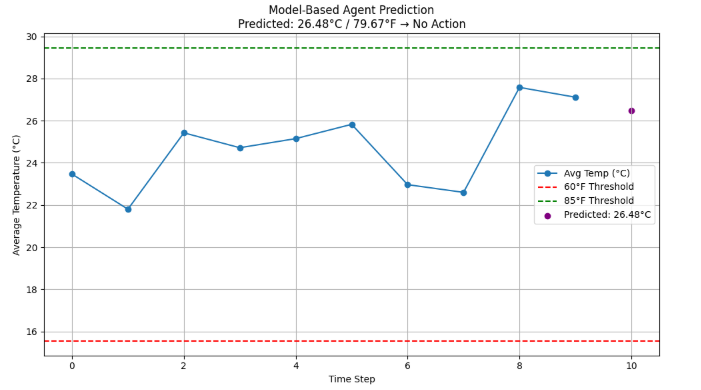 Model-Based Agent Prediction
Predicted: 26.48°C / 79.67°F → No Action
30
28
26
24
22
20
18
16
Average Temperature (°C)
Avg Temp (°C)
60°F Threshold
85°F Threshold
Predicted: 26.48°C
0
2
4
6
8
10
Time Step